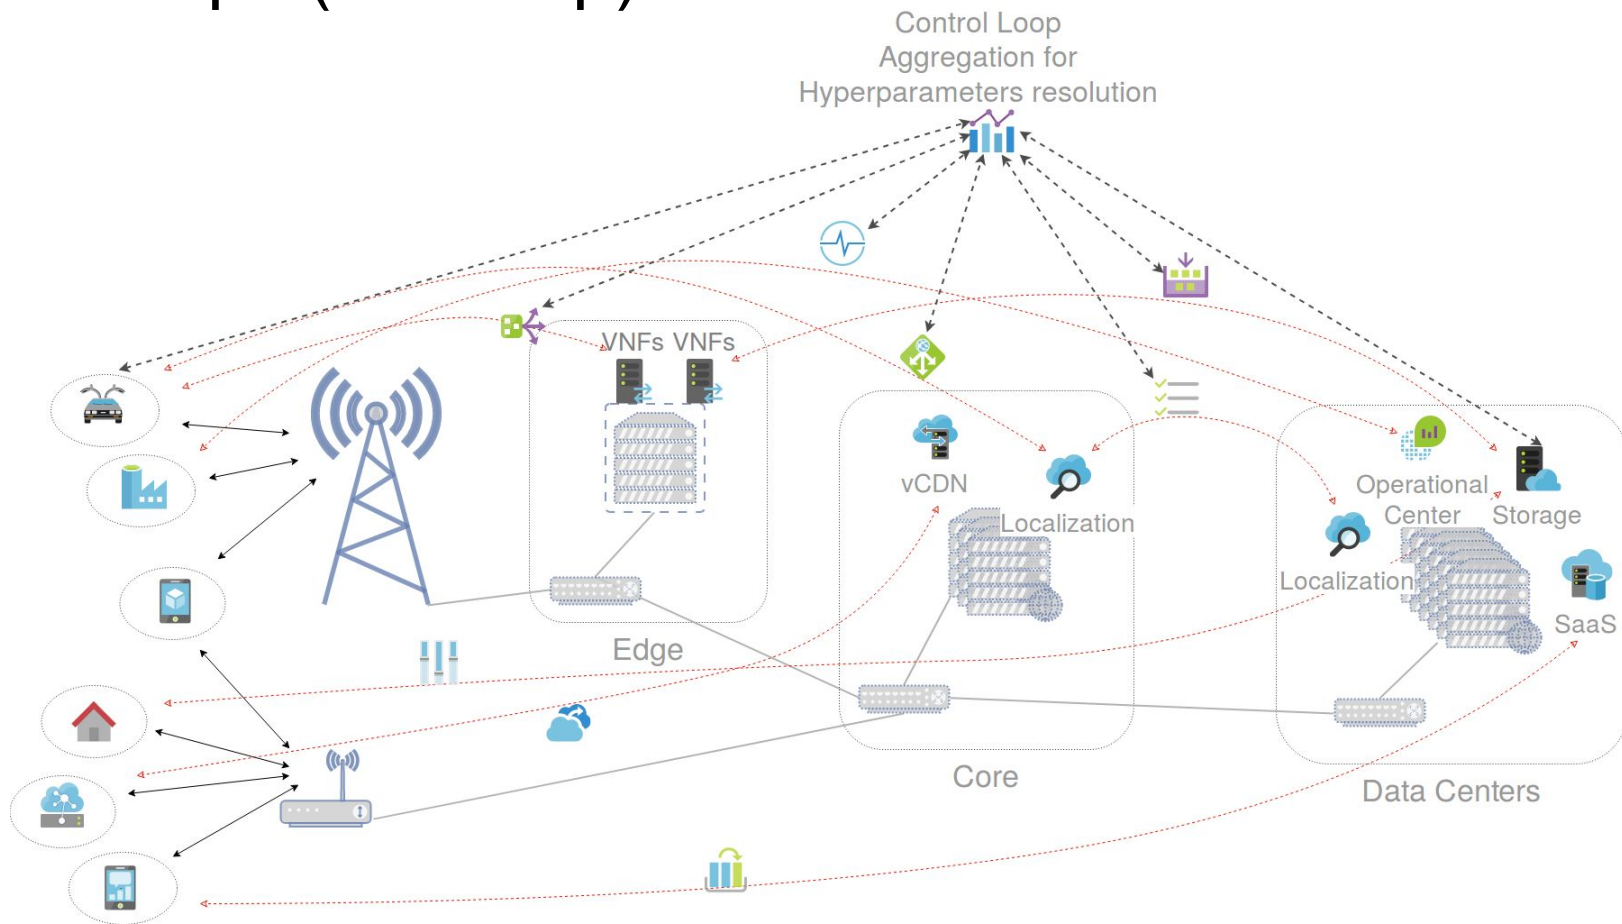 Control Loop
Aggregation for
Hyperparameters resolution
VNFs VNFs
vCDN
Localization
Operational
Center
Storage
Localization
SaaS
Edge
Core
Data Centers